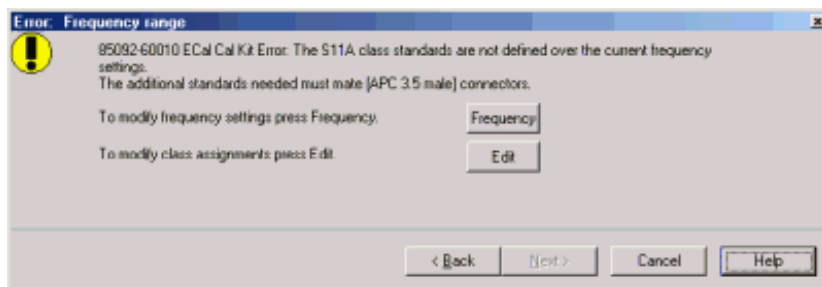 Error: Frequency range
85092-60010 ECal Cal Kit Error: The S11A class standards are not defined over the current frequency
settings.
The additional standards needed must mate [APC 3.5 male] connectors.
To modify frequency settings press Frequency.
Frequency
To modify class assignments press Edit
Edit
< Back
Next >
Cancel
Help